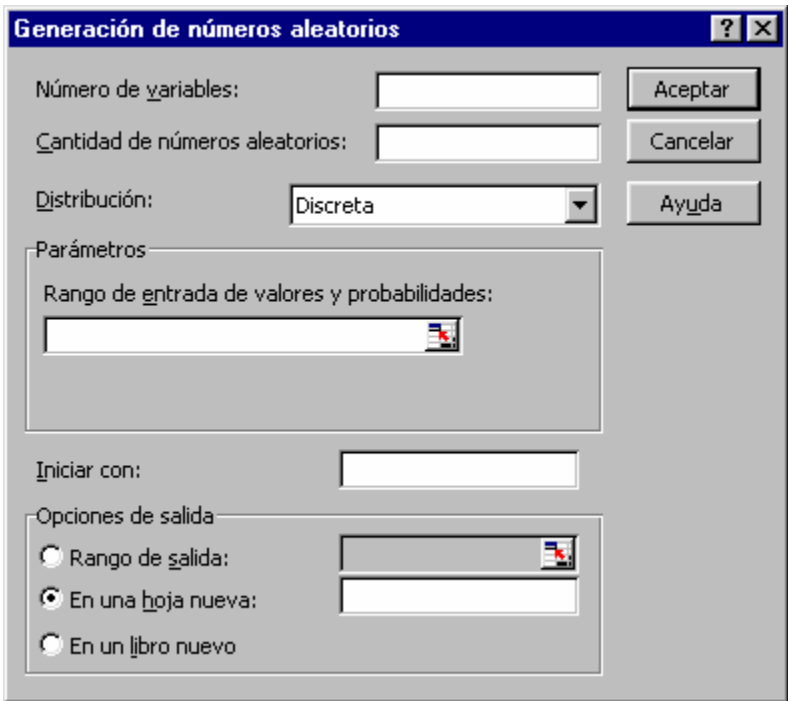 Generación de números aleatorios
Número de variables:
Aceptar
Cantidad de números aleatorios:
Cancelar
Distribución:
Discreta
Ayuda
Parámetros
Rango de entrada de valores y probabilidades:
Iniciar con:
Opciones de salida
Rango de salida:
En una hoja nueva:
En un libro nuevo